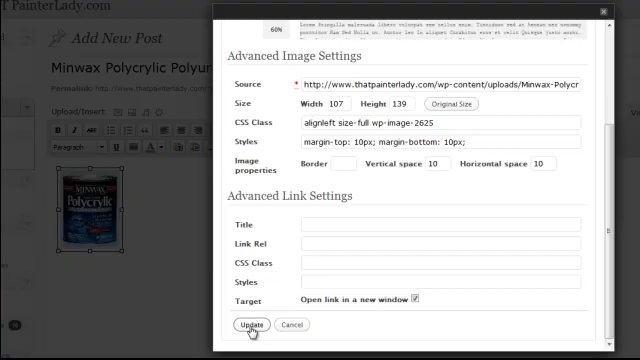 T PainterLady.com
Add New Post
Minwax Polycrylic Polyur
Permalink: http://www.thatpainterlady.com/
Upload/Insert
B I ABC
Paragraph U A
MINWAX
Polycrylic
60%
Advanced Image Settings
Source * http://www.thatpainterlady.com/wp-content/uploads/Minwax-Polycr
Size Width 107 Height 139 Original Size
CSS Class alignleft size-full wp-image-2625
Styles margin-top: 10px; margin-bottom: 10px;
Image properties Border Vertical space 10 Horizontal space 10
Advanced Link Settings
Title
Link Rel
CSS Class
Styles
Target Open link in a new window
Update Cancel